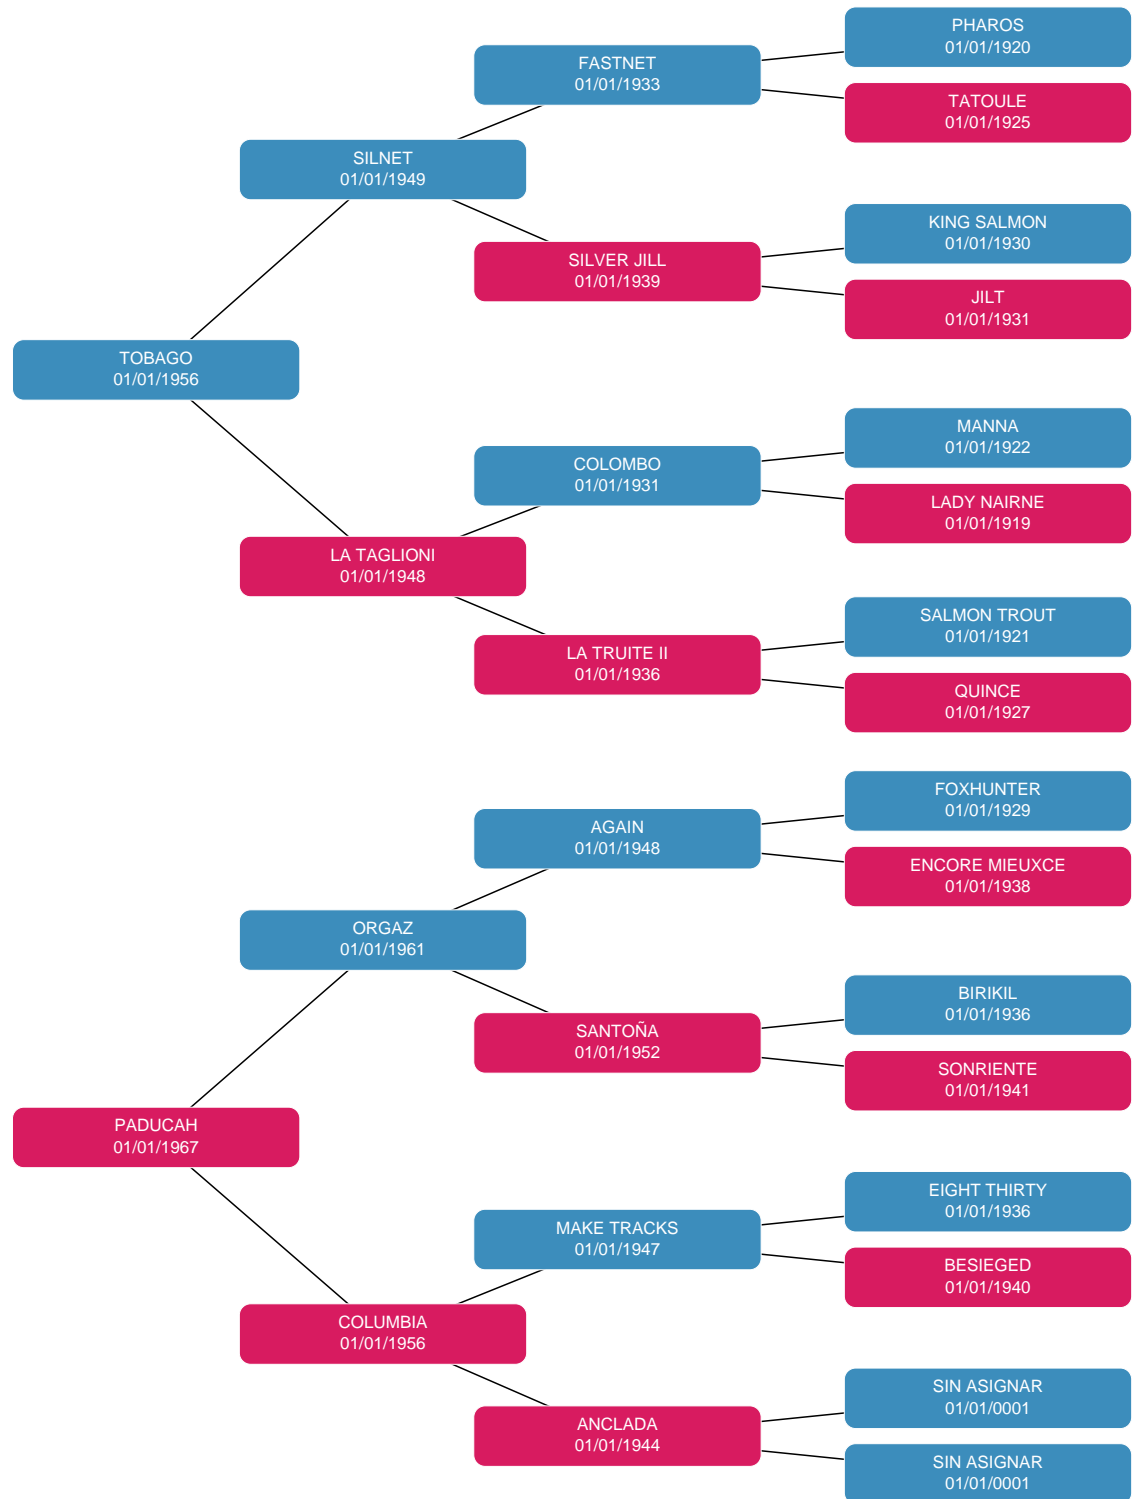 PHAROS
01/01/1920
FASTNET
01/01/1933
TATOULE
01/01/1925
SILNET
01/01/1949
KING SALMON
01/01/1930
SILVER JILL
01/01/1939
JILT
01/01/1931
TOBAGO
01/01/1956
MANNA
01/01/1922
COLOMBO
01/01/1931
LADY NAIRNE
01/01/1919
LA TAGLIONI
01/01/1948
SALMON TROUT
01/01/1921
LA TRUITE II
01/01/1936
QUINCE
01/01/1927
FOXHUNTER
01/01/1929
AGAIN
01/01/1948
ENCORE MIEUXCE
01/01/1938
ORGAZ
01/01/1961
BIRIKIL
01/01/1936
SANTOÑA
01/01/1952
SONRIENTE
01/01/1941
PADUCAH
01/01/1967
EIGHT THIRTY
01/01/1936
MAKE TRACKS
01/01/1947
BESIEGED
01/01/1940
COLUMBIA
01/01/1956
SIN ASIGNAR
01/01/0001
ANCLADA
01/01/1944
SIN ASIGNAR
01/01/0001